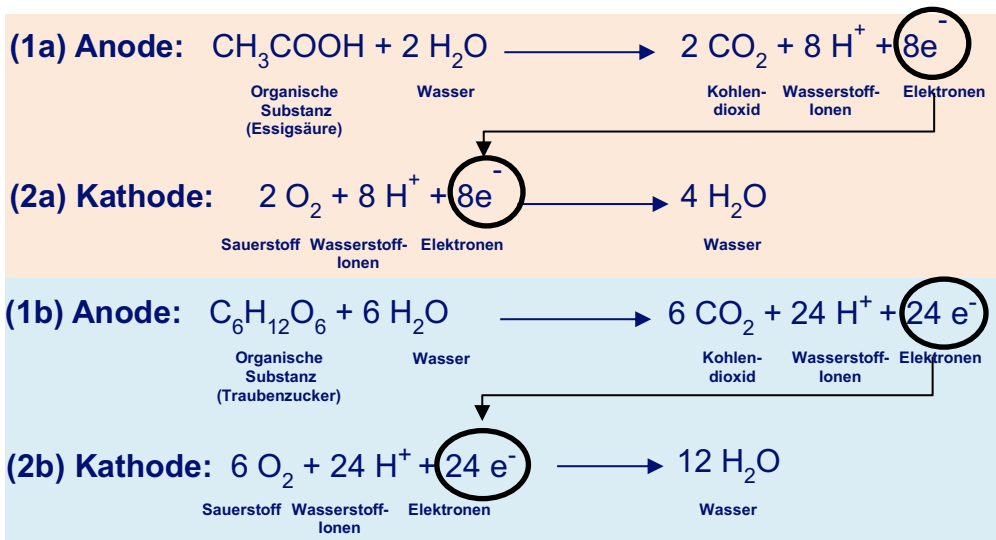 (1a) Anode: CH₃COOH + 2 H₂O ⟶ 2 CO₂ + 8 H⁺ + 8e⁻
Organische Substanz (Essigsäure) Wasser Kohlen-dioxid Wasserstoff-Ionen Elektronen
(2a) Kathode: 2 O₂ + 8 H⁺ + 8e⁻ ⟶ 4 H₂O
Sauerstoff Wasserstoff-Ionen Elektronen Wasser
(1b) Anode: C₆H₁₂O₆ + 6 H₂O ⟶ 6 CO₂ + 24 H⁺ + 24 e⁻
Organische Substanz (Traubenzucker) Wasser Kohlen-dioxid Wasserstoff-Ionen Elektronen
(2b) Kathode: 6 O₂ + 24 H⁺ + 24 e⁻ ⟶ 12 H₂O
Sauerstoff Wasserstoff-Ionen Elektronen Wasser